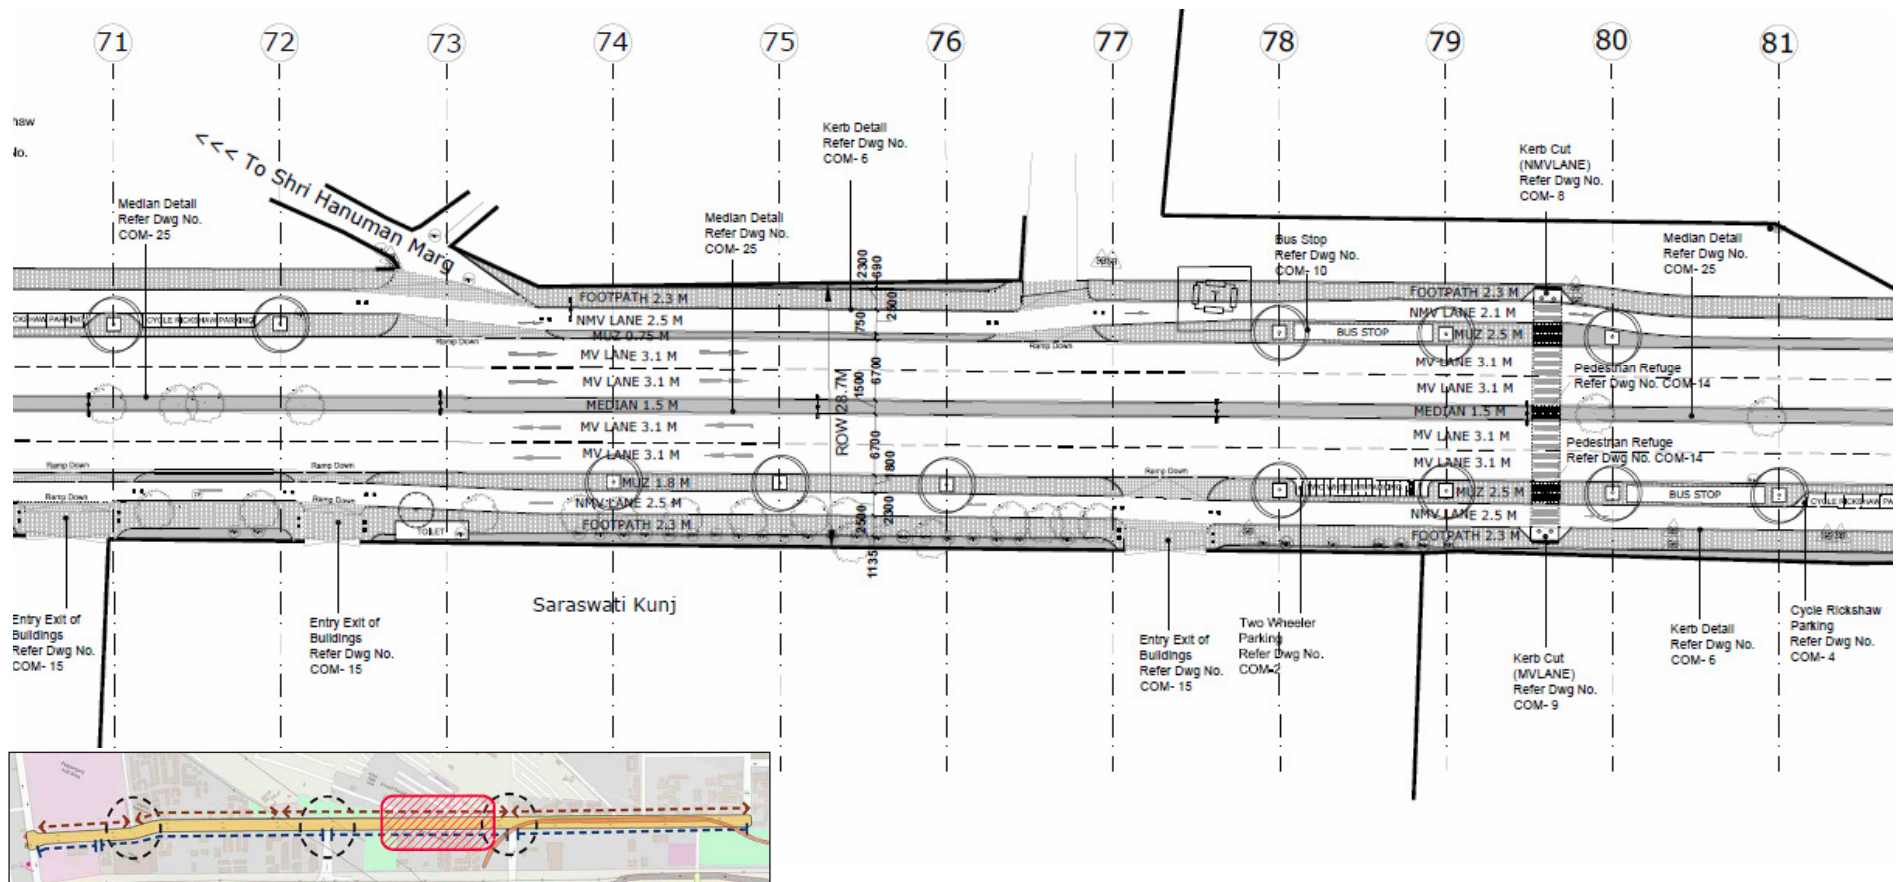 71
72
73
74
75
76
77
78
79
80
81
haw
No.
<<< To Shri Hanuman Marg
Median Detail
Refer Dwg No.
COM- 25
Median Detail
Refer Dwg No.
COM- 25
Kerb Detail
Refer Dwg No.
COM- 6
Bus Stop
Refer Dwg No.
COM- 10
Kerb Cut
(NMVLANE)
Refer Dwg No.
COM- 8
Median Detail
Refer Dwg No.
COM- 25
FOOTPATH 2.3 M
NMV LANE 2.5 M
MUZ 0.75 M
MV LANE 3.1 M
MV LANE 3.1 M
MEDIAN 1.5 M
MV LANE 3.1 M
MV LANE 3.1 M
MUZ 1.8 M
NMV LANE 2.5 M
FOOTPATH 2.3 M
CYCLE RICKSHAW PARKING
Ramp Down
Ramp Down
Ramp Down
Ramp Down
Ramp Down
Ramp Down
Ramp Down
TOILET
ROW 28.7M
2300
690
2500
750
6700
1500
6700
1800
2300
2500
1135
FOOTPATH 2.3 M
NMV LANE 2.1 M
BUS STOP
MUZ 2.5 M
MV LANE 3.1 M
MV LANE 3.1 M
MEDIAN 1.5 M
MV LANE 3.1 M
MV LANE 3.1 M
MUZ 2.5 M
NMV LANE 2.5 M
FOOTPATH 2.3 M
Pedestrian Refuge
Refer Dwg No. COM-14
Pedestrian Refuge
Refer Dwg No. COM-14
BUS STOP
CYCLE RICKSHAW PA
Entry Exit of
Buildings
Refer Dwg No.
COM- 15
Entry Exit of
Buildings
Refer Dwg No.
COM- 15
Saraswati Kunj
Entry Exit of
Buildings
Refer Dwg No.
COM- 15
Two Wheeler
Parking
Refer Dwg No.
COM-2
Kerb Cut
(MVLANE)
Refer Dwg No.
COM- 9
Kerb Detail
Refer Dwg No.
COM- 6
Cycle Rickshaw
Parking
Refer Dwg No.
COM- 4